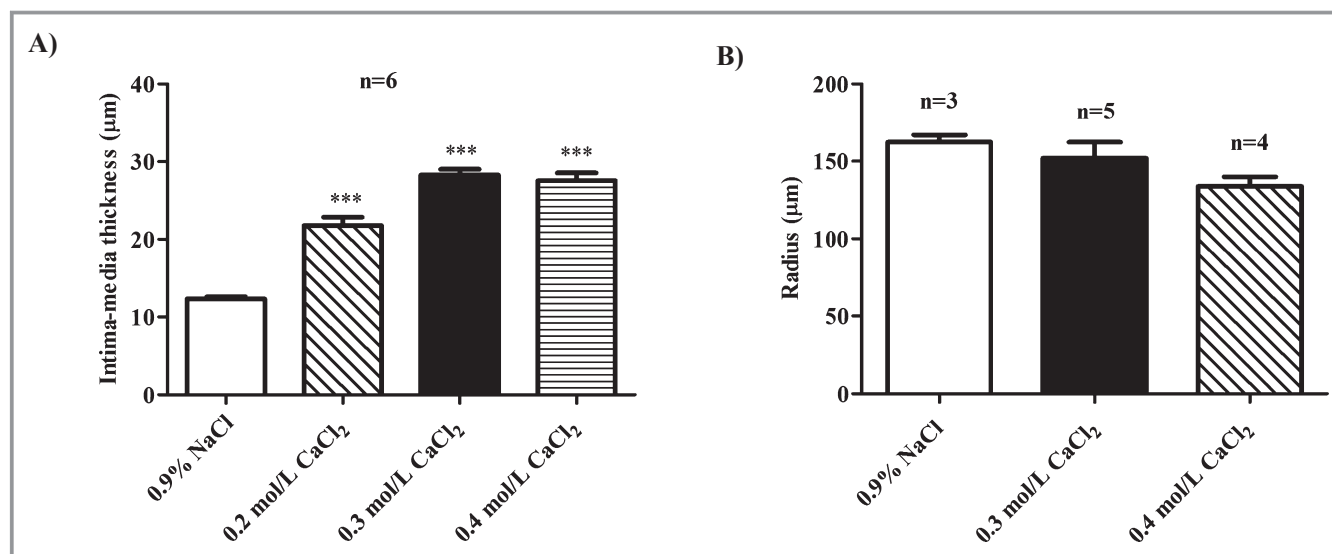 A)
n=6
Intima-media thickness (μm)
40
30
20
10
0
***
***
***
0.9% NaCl
0.2 mol/L CaCl₂
0.3 mol/L CaCl₂
0.4 mol/L CaCl₂
B)
Radius (μm)
200
150
100
50
0
n=3
n=5
n=4
0.9% NaCl
0.3 mol/L CaCl₂
0.4 mol/L CaCl₂